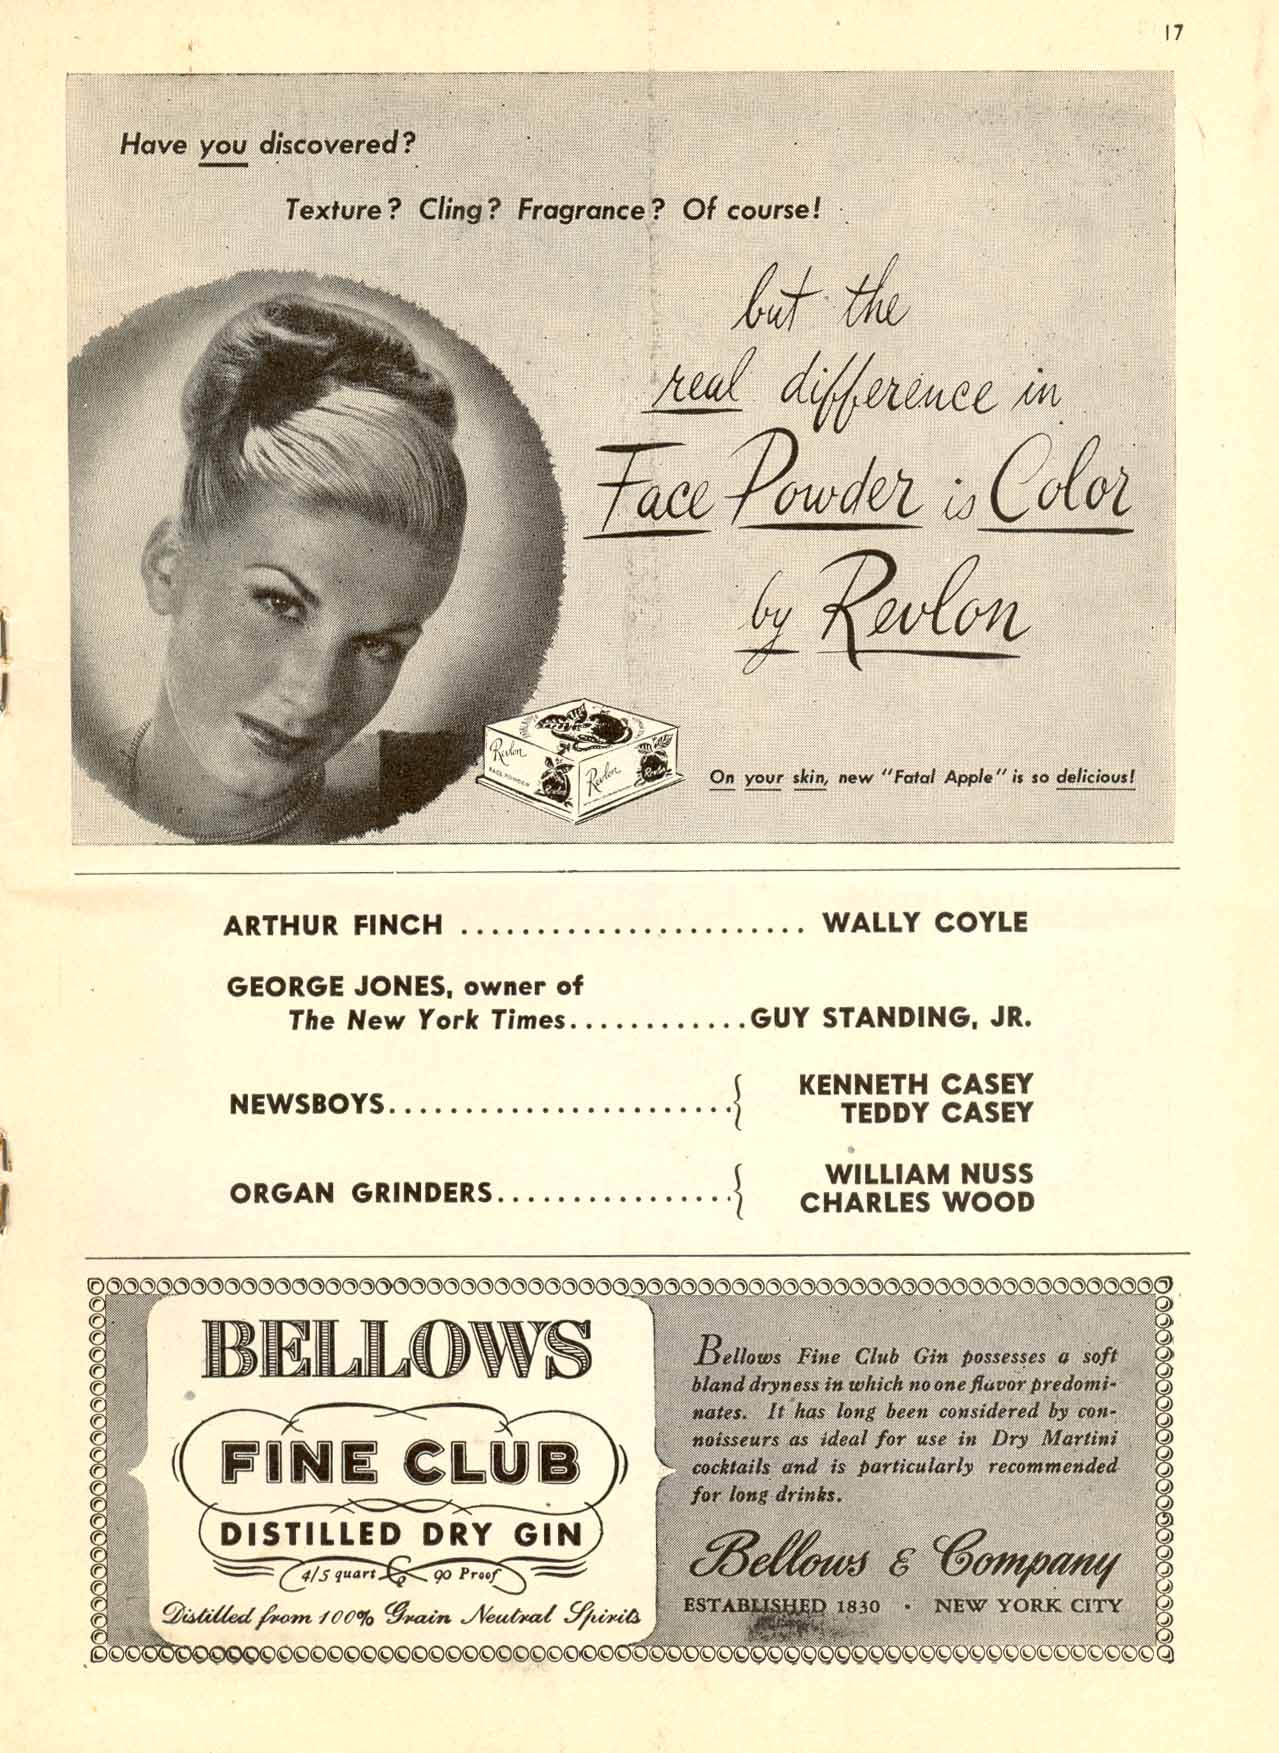 17
Have you discovered?
Texture? Cling? Fragrance? Of course!
but the
real difference in
Face Powder is Color
by Revlon
Revlon
FACE POWDER
Revlon
Revlon
Revlon
On your skin, new "Fatal Apple" is so delicious!
ARTHUR FINCH ....................... WALLY COYLE
GEORGE JONES, owner of
The New York Times............GUY STANDING, JR.
KENNETH CASEY
NEWSBOYS.......................{
TEDDY CASEY
WILLIAM NUSS
ORGAN GRINDERS................{
CHARLES WOOD
BELLOWS
FINE CLUB
DISTILLED DRY GIN
4/5 quart 90 Proof
Distilled from 100% Grain Neutral Spirits
Bellows Fine Club Gin possesses a soft
bland dryness in which no one flavor predomi-
nates. It has long been considered by con-
noisseurs as ideal for use in Dry Martini
cocktails and is particularly recommended
for long drinks.
Bellows & Company
ESTABLISHED 1830 • NEW YORK CITY